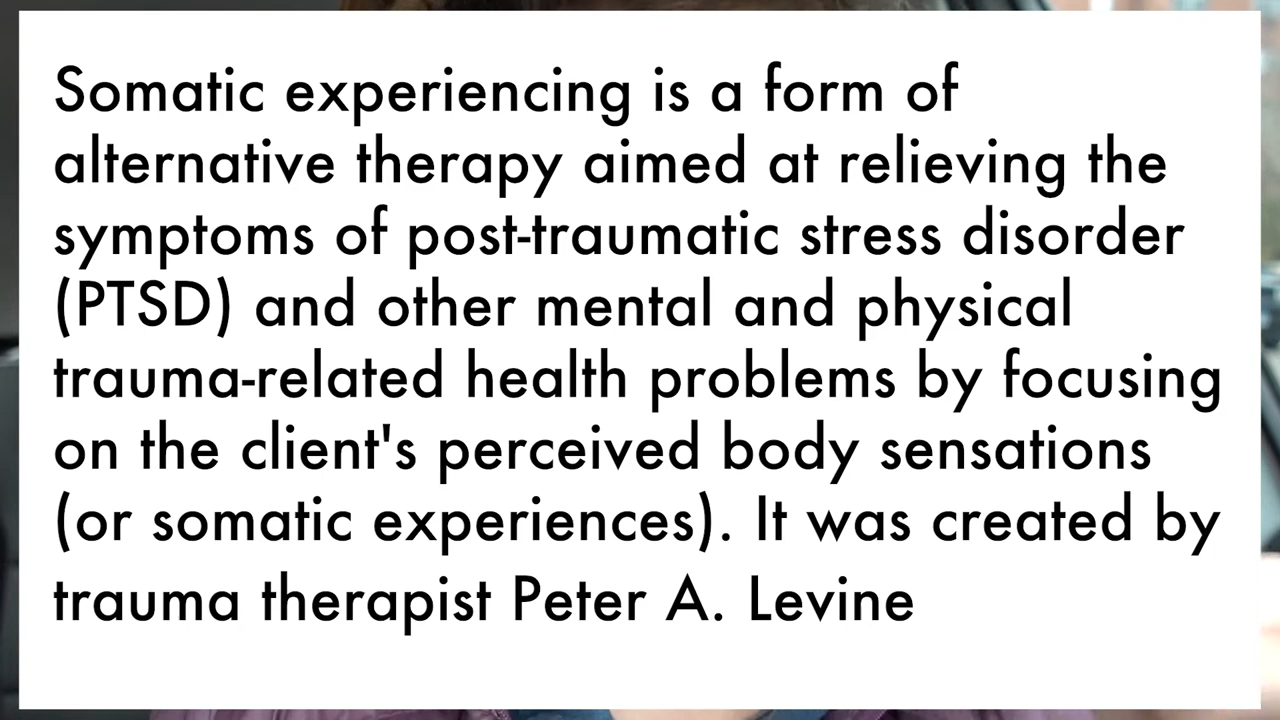 Somatic experiencing is a form of
alternative therapy aimed at relieving the
symptoms of post-traumatic stress disorder
(PTSD) and other mental and physical
trauma-related health problems by focusing
on the client's perceived body sensations
(or somatic experiences). It was created by
trauma therapist Peter A. Levine